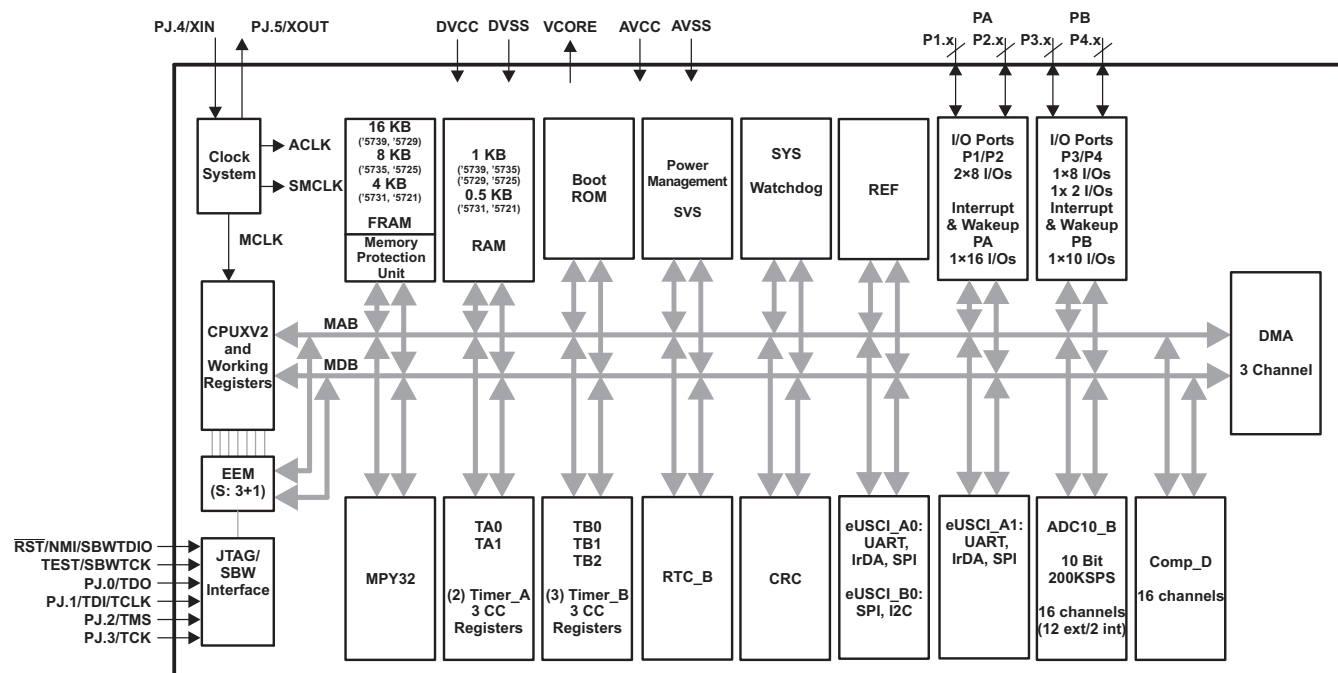 PJ.4/XIN
PJ.5/XOUT
DVCC
DVSS
VCORE
AVCC
AVSS
PA
PB
P1.x
P2.x
P3.x
P4.x
Clock
System
ACLK
SMCLK
MCLK
16 KB
('5739, '5729)
8 KB
('5735, '5725)
4 KB
('5731, '5721)
FRAM
Memory
Protection
Unit
1 KB
('5739, '5735)
('5729, '5725)
0.5 KB
('5731, '5721)
RAM
Boot
ROM
Power
Management
SVS
SYS
Watchdog
REF
I/O Ports
P1/P2
2×8 I/Os
Interrupt
& Wakeup
PA
1×16 I/Os
I/O Ports
P3/P4
1×8 I/Os
1x 2 I/Os
Interrupt
& Wakeup
PB
1×10 I/Os
CPUXV2
and
Working
Registers
MAB
MDB
DMA
3 Channel
EEM
(S: 3+1)
RST/NMI/SBWTDIO
TEST/SBWTCK
PJ.0/TDO
PJ.1/TDI/TCLK
PJ.2/TMS
PJ.3/TCK
JTAG/
SBW
Interface
MPY32
TA0
TA1
(2) Timer_A
3 CC
Registers
TB0
TB1
TB2
(3) Timer_B
3 CC
Registers
RTC_B
CRC
eUSCI_A0:
UART,
IrDA, SPI
eUSCI_B0:
SPI, I2C
eUSCI_A1:
UART,
IrDA, SPI
ADC10_B
10 Bit
200KSPS
16 channels
(12 ext/2 int)
Comp_D
16 channels